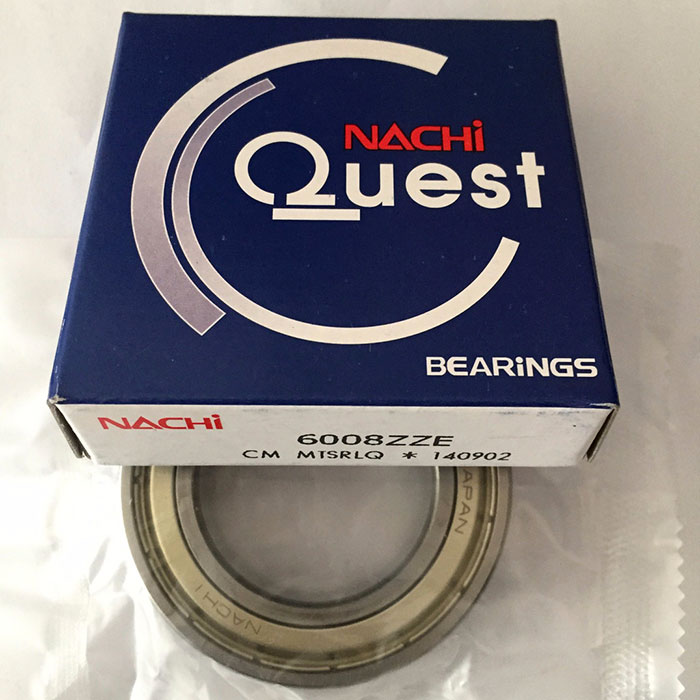 NACHi
Quest
BEARiNGS
NACHi
6008ZZE
CM MTSRLQ * 140902
JAPAN
NACHI